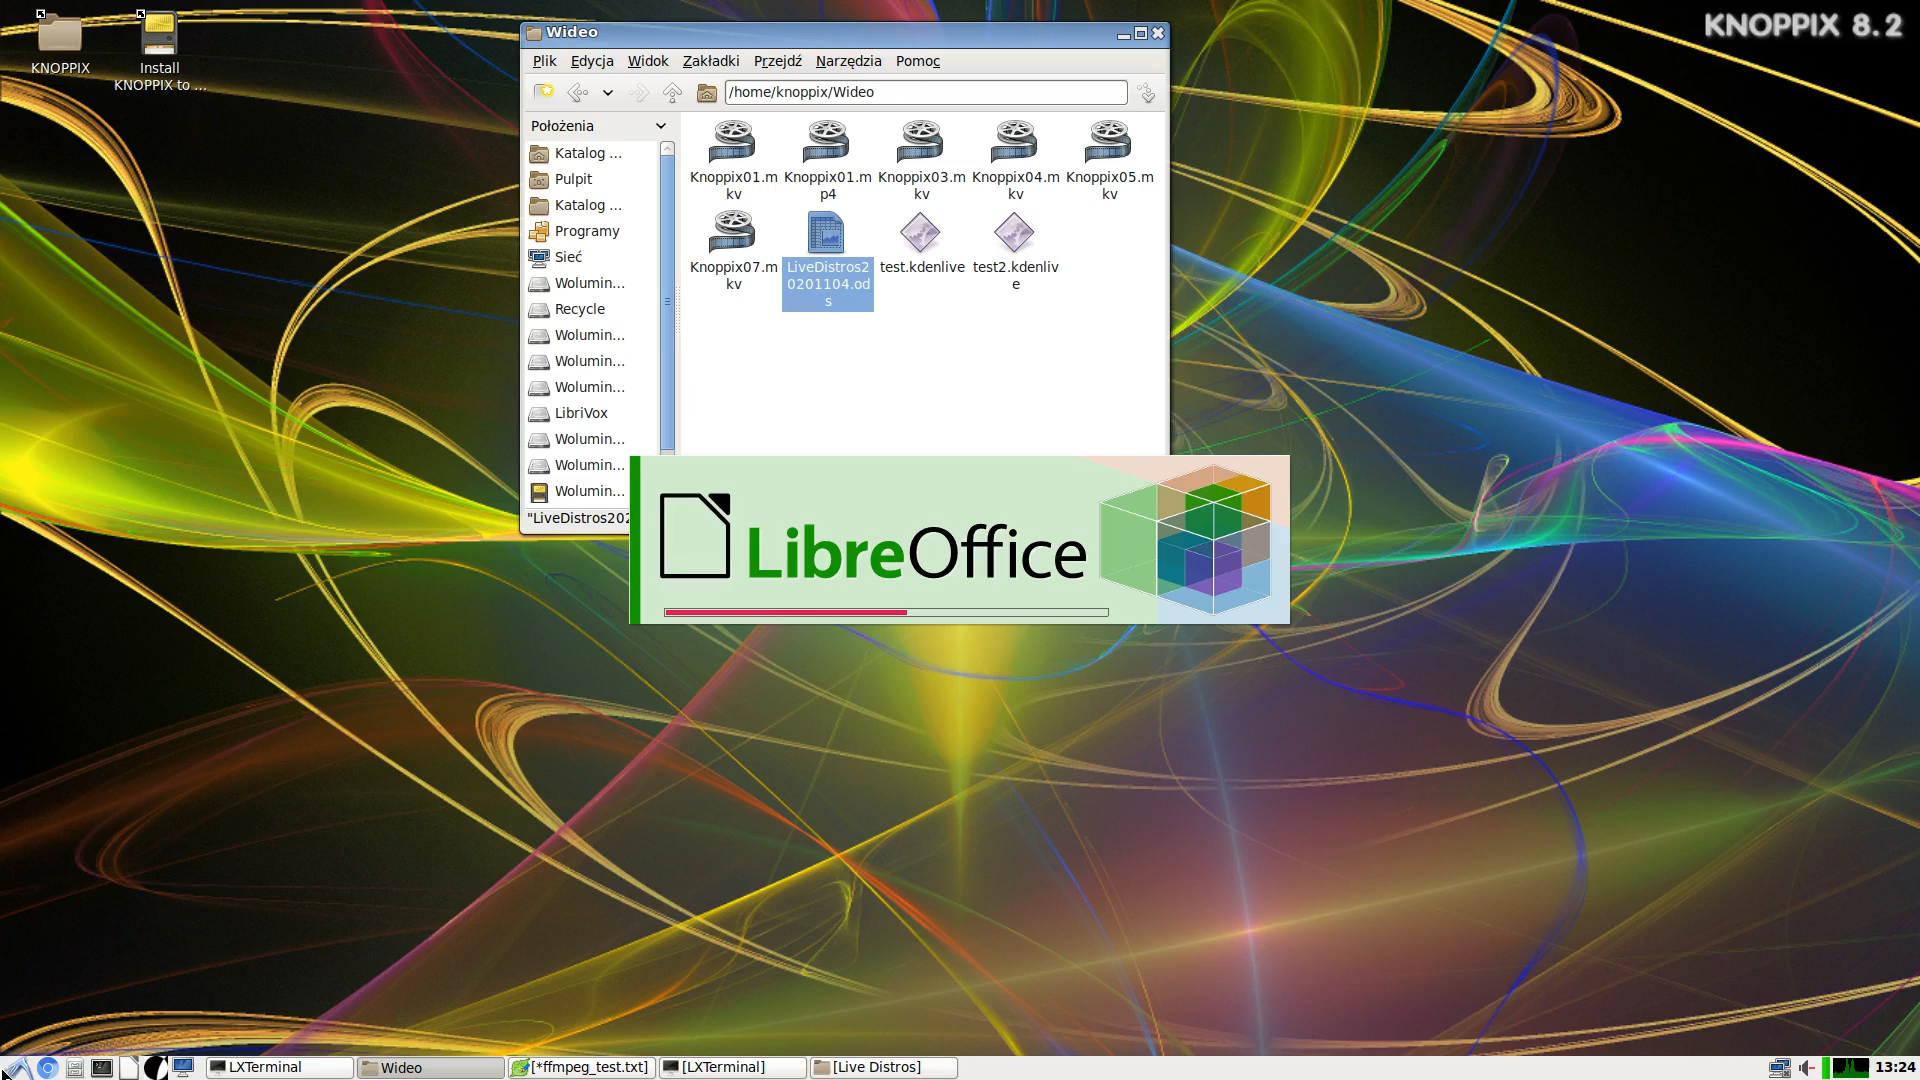 KNOPPIX 8.2
KNOPPIX
Install
KNOPPIX to ...
Wideo
Plik Edycja Widok Zakładki Przejdź Narzędzia Pomoc
/home/knoppix/Wideo
Położenia
Katalog ...
Pulpit
Katalog ...
Programy
Sieć
Wolumin...
Recycle
Wolumin...
Wolumin...
Wolumin...
LibriVox
Wolumin...
Wolumin...
Wolumin...
Knoppix01.m
kv
Knoppix01.m
p4
Knoppix03.m
kv
Knoppix04.m
kv
Knoppix05.m
kv
Knoppix07.m
kv
LiveDistros2
0201104.od
s
test.kdenlive
test2.kdenliv
e
"LiveDistros202
LibreOffice
LXTerminal
Wideo
[*ffmpeg_test.txt]
[LXTerminal]
[Live Distros]
13:24